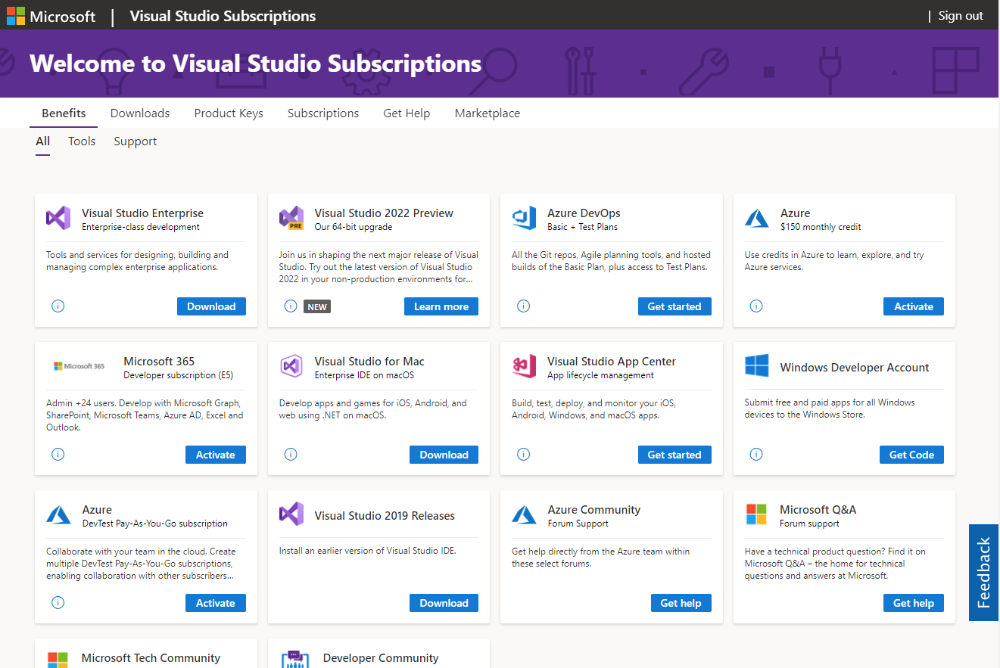 Microsoft | Visual Studio Subscriptions | Sign out
Welcome to Visual Studio Subscriptions
Benefits Downloads Product Keys Subscriptions Get Help Marketplace
All Tools Support
Visual Studio Enterprise
Enterprise-class development
Tools and services for designing, building and
managing complex enterprise applications.
Download
PRE
Visual Studio 2022 Preview
Our 64-bit upgrade
Join us in shaping the next major release of Visual
Studio. Try out the latest version of Visual Studio
2022 in your non-production environments for...
NEW Learn more
Azure DevOps
Basic + Test Plans
All the Git repos, Agile planning tools, and hosted
builds of the Basic Plan, plus access to Test Plans.
Get started
Azure
$150 monthly credit
Use credits in Azure to learn, explore, and try
Azure services.
Activate
Microsoft 365
Microsoft 365
Developer subscription (E5)
Admin +24 users. Develop with Microsoft Graph,
SharePoint, Microsoft Teams, Azure AD, Excel and
Outlook.
Activate
Visual Studio for Mac
Enterprise IDE on macOS
Develop apps and games for iOS, Android, and
web using .NET on macOS.
Download
Visual Studio App Center
App lifecycle management
Build, test, deploy, and monitor your iOS,
Android, Windows, and macOS apps.
Get started
Windows Developer Account
Submit free and paid apps for all Windows
devices to the Windows Store.
Get Code
Azure
DevTest Pay-As-You-Go subscription
Collaborate with your team in the cloud. Create
multiple DevTest Pay-As-You-Go subscriptions,
enabling collaboration with other subscribers...
Activate
Visual Studio 2019 Releases
Install an earlier version of Visual Studio IDE.
Download
Azure Community
Forum Support
Get help directly from the Azure team within
these select forums.
Get help
Microsoft Q&A
Forum support
Have a technical product question? Find it on
Microsoft Q&A – the home for technical
questions and answers at Microsoft.
Get help
Feedback
Microsoft Tech Community
Developer Community